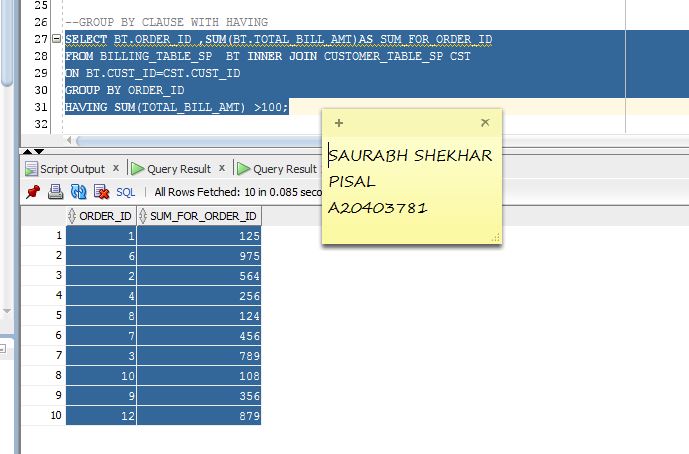 25
26 --GROUP BY CLAUSE WITH HAVING
27 SELECT BT.ORDER_ID ,SUM(BT.TOTAL_BILL_AMT)AS SUM_FOR_ORDER_ID
28 FROM BILLING_TABLE_SP  BT INNER JOIN CUSTOMER_TABLE_SP CST
29 ON BT.CUST_ID=CST.CUST_ID
30 GROUP BY ORDER_ID
31 HAVING SUM(TOTAL_BILL_AMT) >100;
32
SAURABH SHEKHAR
PISAL
A20403781
Script Output Query Result Query Result
SQL All Rows Fetched: 10 in 0.085 seco
ORDER_ID SUM_FOR_ORDER_ID
1 1 125
2 6 975
3 2 564
4 4 256
5 8 124
6 7 456
7 3 789
8 10 108
9 9 356
10 12 879